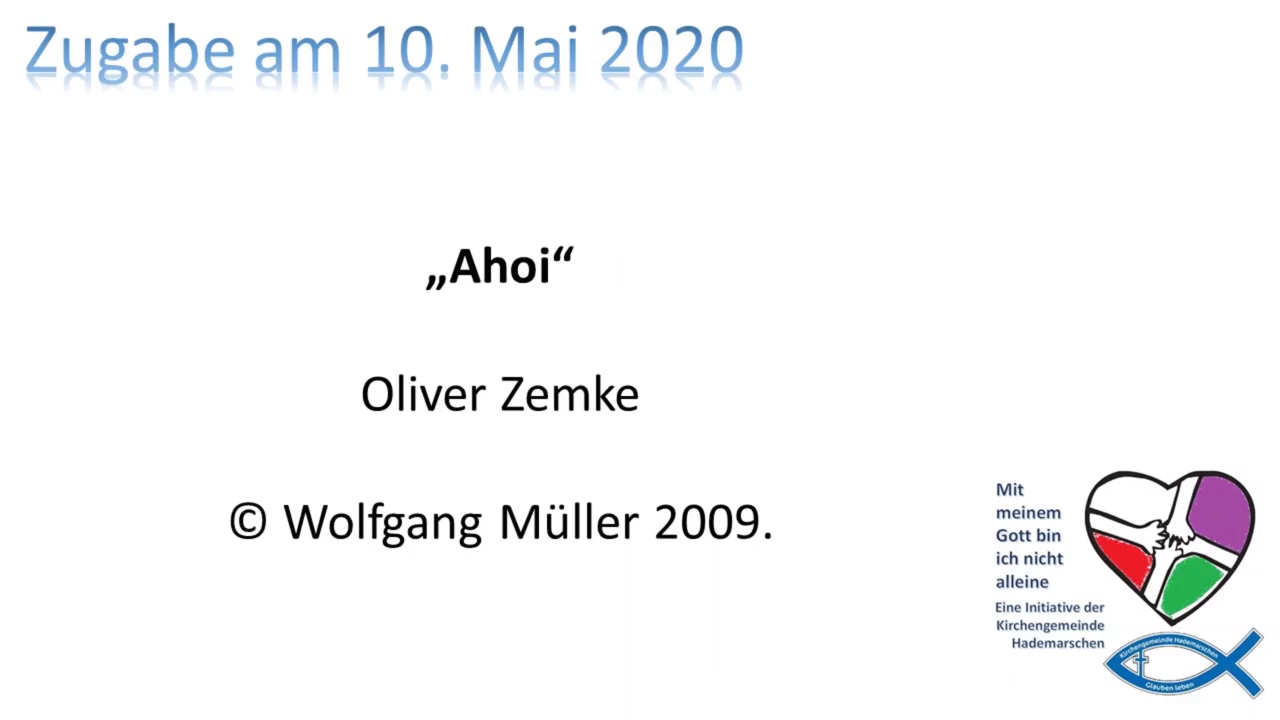 Zugabe am 10. Mai 2020
„Ahoi“
Oliver Zemke
© Wolfgang Müller 2009.
Mit
meinem
Gott bin
ich nicht
alleine
Eine Initiative der
Kirchengemeinde
Hademarschen
Kirchengemeinde Hademarschen
Glauben leben